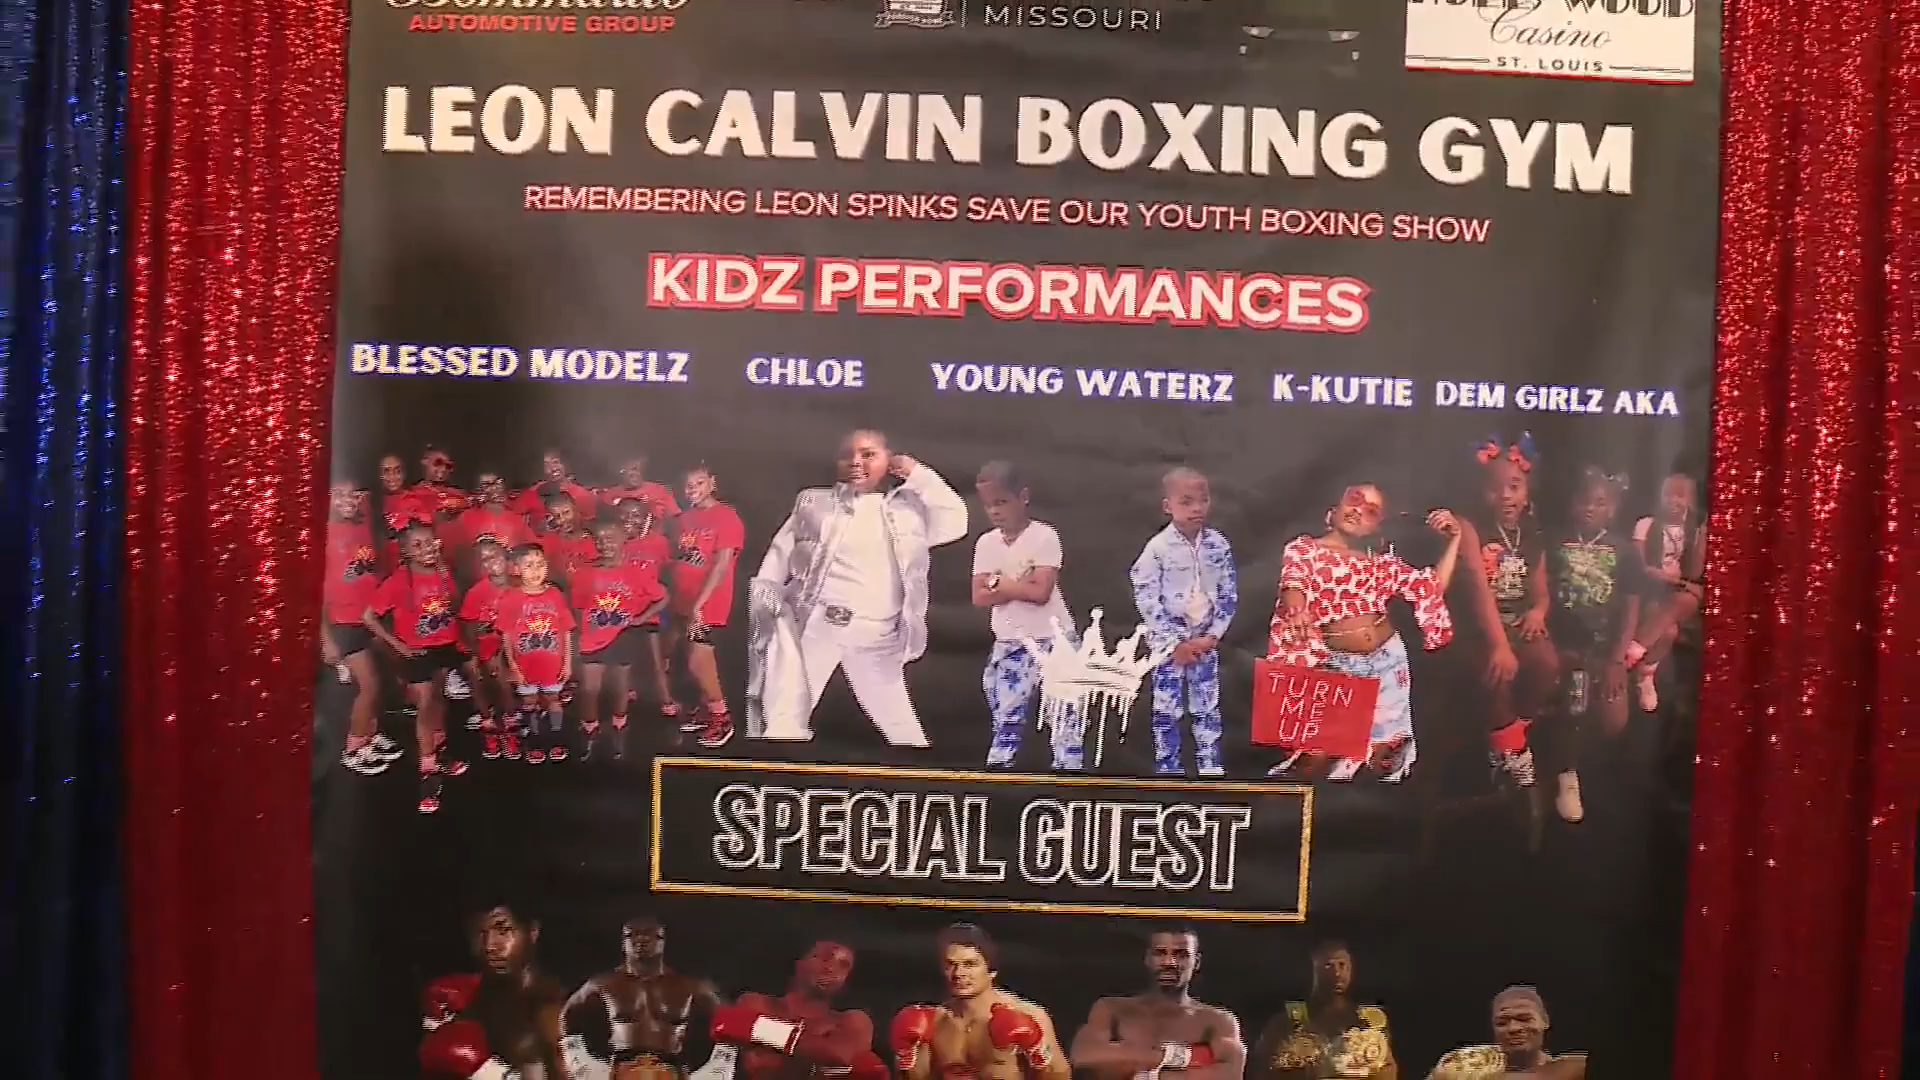 AUTOMOTIVE GROUP
MISSOURI
Casino
ST. LOUIS
LEON CALVIN BOXING GYM
REMEMBERING LEON SPINKS SAVE OUR YOUTH BOXING SHOW
KIDZ PERFORMANCES
BLESSED MODELZ CHLOE YOUNG WATERZ K-KUTIE DEM GIRLZ AKA
TURN
ME
UP
SPECIAL GUEST